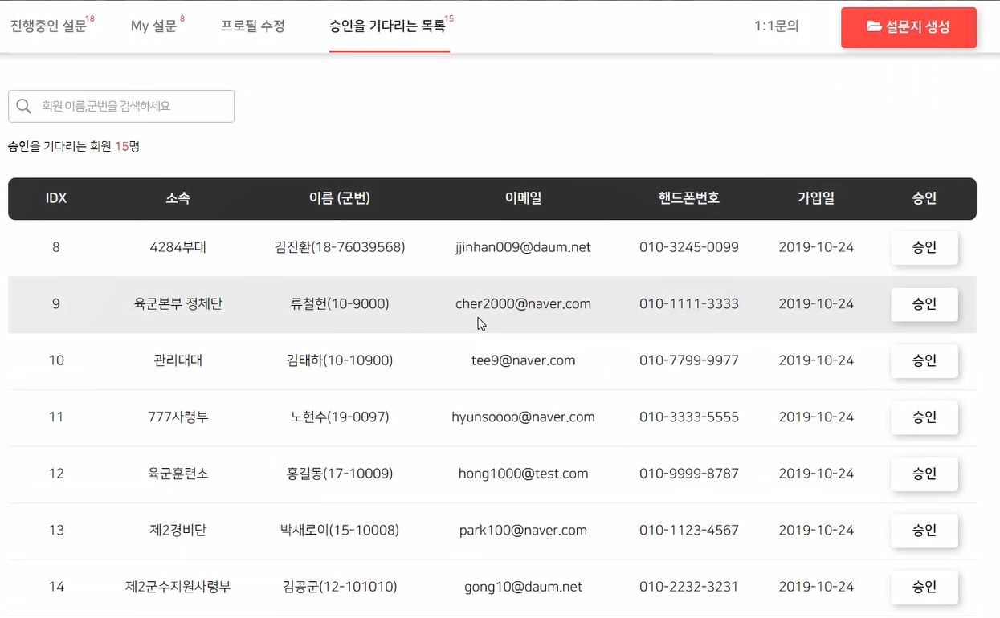 진행중인 설문 18 My 설문 8 프로필 수정 승인을 기다리는 목록 15 1:1문의 설문지 생성
회원 이름,군번을 검색하세요
승인을 기다리는 회원 15명
IDX 소속 이름 (군번) 이메일 핸드폰번호 가입일 승인
8 4284부대 김진환(18-76039568) jjinhan009@daum.net 010-3245-0099 2019-10-24 승인
9 육군본부 정체단 류철헌(10-9000) cher2000@naver.com 010-1111-3333 2019-10-24 승인
10 관리대대 김태하(10-10900) tee9@naver.com 010-7799-9977 2019-10-24 승인
11 777사령부 노현수(19-0097) hyunsoooo@naver.com 010-3333-5555 2019-10-24 승인
12 육군훈련소 홍길동(17-10009) hong1000@test.com 010-9999-8787 2019-10-24 승인
13 제2경비단 박새로이(15-10008) park100@naver.com 010-1123-4567 2019-10-24 승인
14 제2군수지원사령부 김공군(12-101010) gong10@daum.net 010-2232-3231 2019-10-24 승인